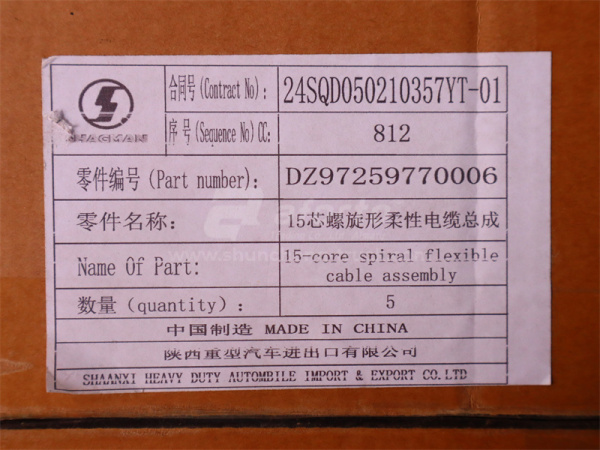 SHACMAN
合同号(Contract No): 24SQD050210357YT-01
序号(Sequence No)CC: 812
零件编号(Part number): DZ97259770006
零件名称: 15芯螺旋形柔性电缆总成
Name Of Part: 15-core spiral flexible
cable assembly
数量(quantity): 5
中国制造 MADE IN CHINA
陕西重型汽车进出口有限公司
SHAANXI HEAVY DUTY AUTOMBILE IMPORT & EXPORT CO.LTD